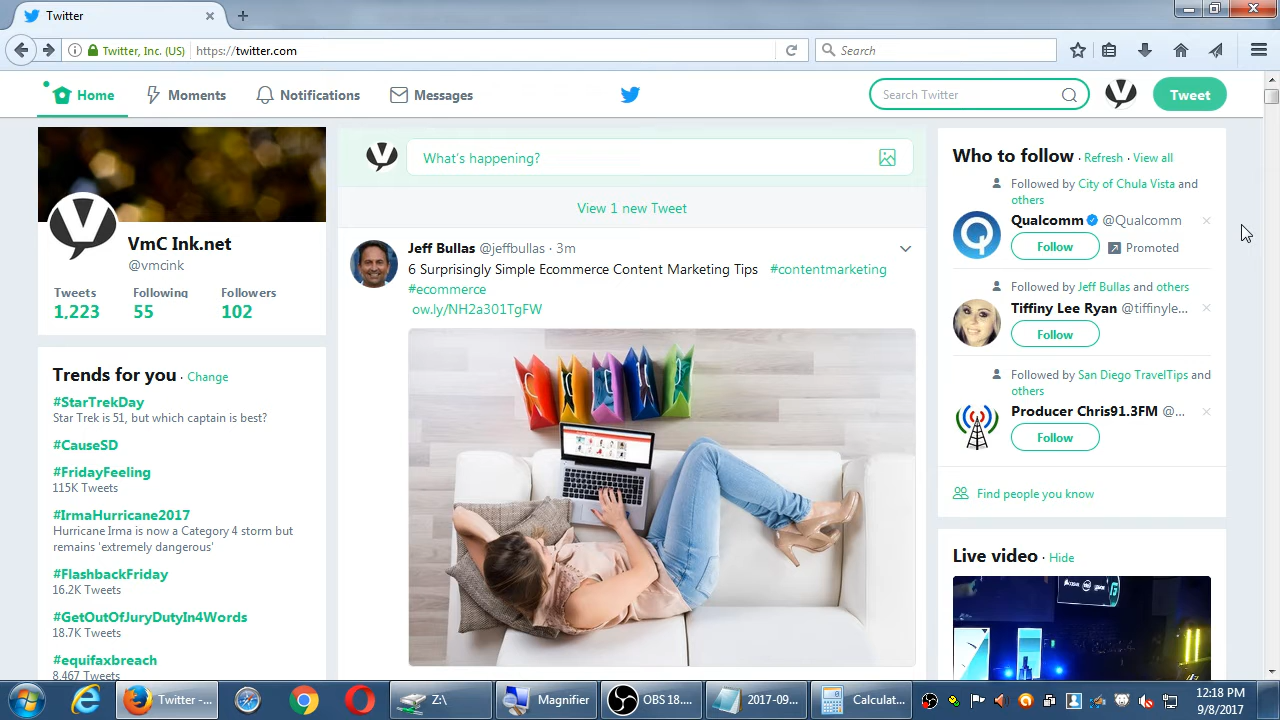 Twitter
Twitter, Inc. (US)
https://twitter.com
Search
Home
Moments
Notifications
Messages
Search Twitter
Tweet
VmC Ink.net
@vmcink
Tweets Following Followers
1,223 55 102
Trends for you · Change
#StarTrekDay
Star Trek is 51, but which captain is best?
#CauseSD
#FridayFeeling
115K Tweets
#IrmaHurricane2017
Hurricane Irma is now a Category 4 storm but
remains 'extremely dangerous'
#FlashbackFriday
16.2K Tweets
#GetOutOfJuryDutyIn4Words
18.7K Tweets
#equifaxbreach
8,467 Tweets
What's happening?
View 1 new Tweet
Jeff Bullas @jeffbullas · 3m
6 Surprisingly Simple Ecommerce Content Marketing Tips #contentmarketing
#ecommerce
ow.ly/NH2a301TgFW
Who to follow · Refresh · View all
Followed by City of Chula Vista and
others
Qualcomm @Qualcomm
Follow
Promoted
Followed by Jeff Bullas and others
Tiffiny Lee Ryan @tiffinyle...
Follow
Followed by San Diego TravelTips and
others
Producer Chris91.3FM @...
Follow
Find people you know
Live video · Hide
Twitter -...
Z:\
Magnifier
OBS 18....
2017-09...
Calculat...
12:18 PM
9/8/2017